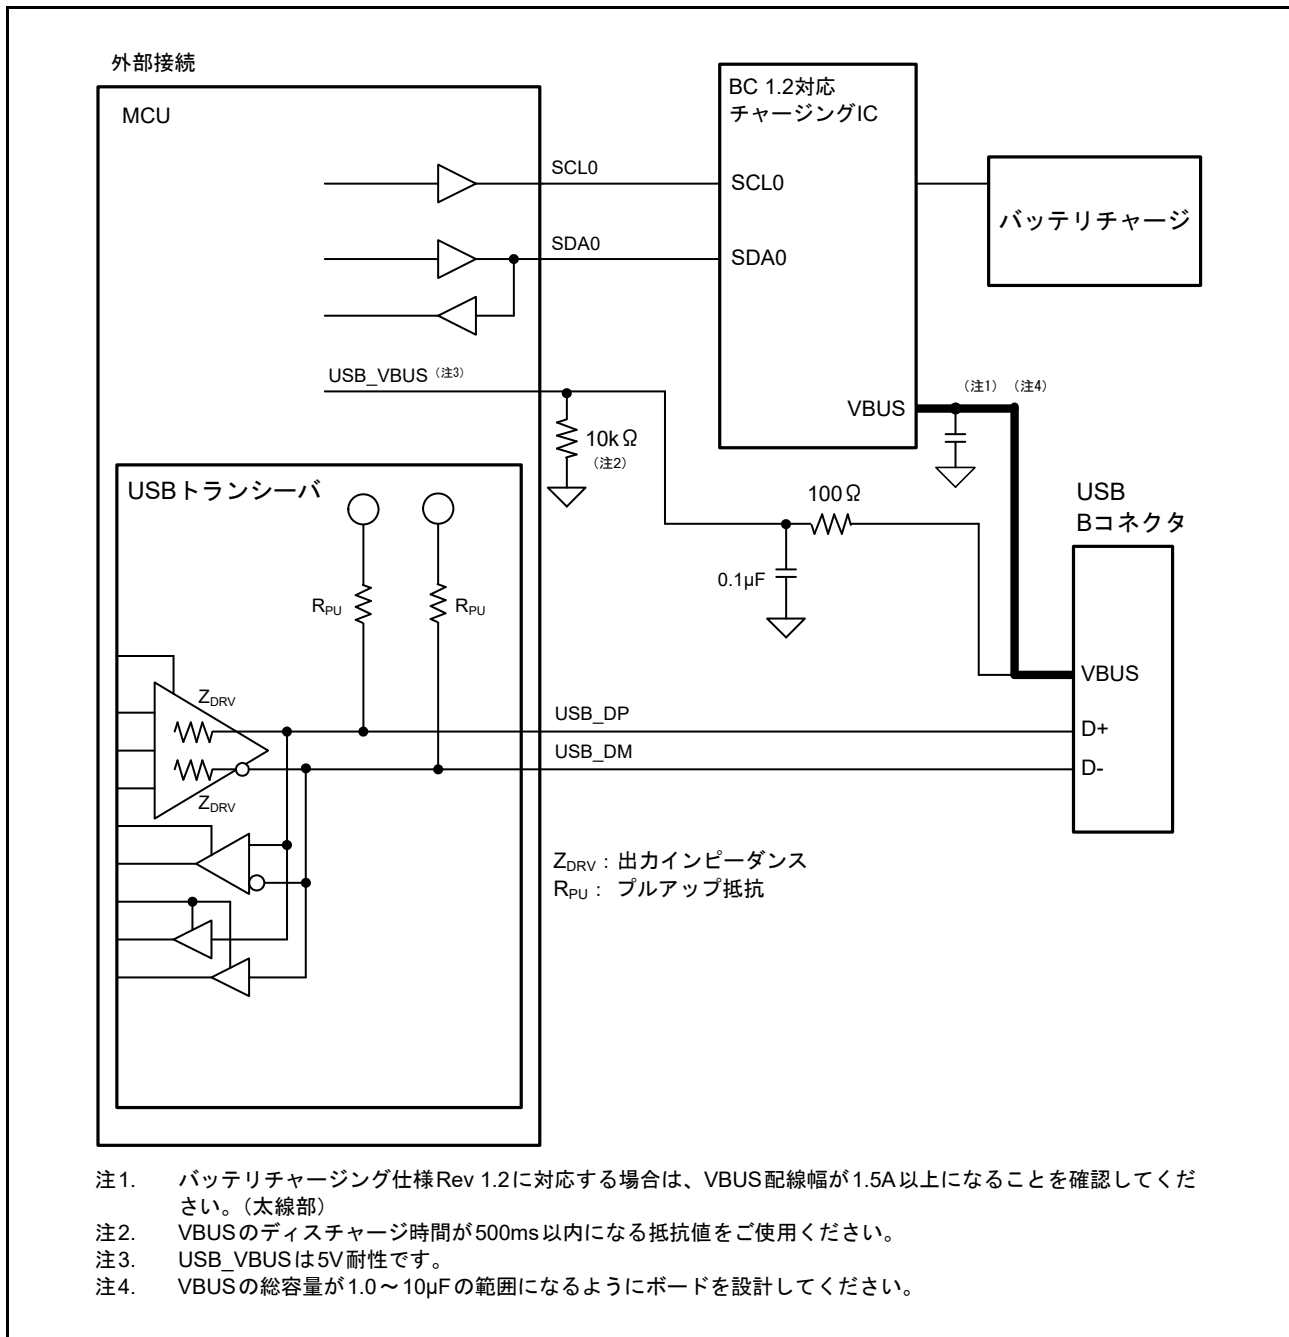 外部接続
MCU
BC 1.2対応
チャージングIC
SCL0
SCL0
バッテリチャージ
SDA0
SDA0
USB_VBUS（注3）
（注1）（注4）
VBUS
10kΩ
（注2）
USBトランシーバ
100Ω
USB
Bコネクタ
0.1µF
RPU
RPU
VBUS
ZDRV
USB_DP
D+
USB_DM
D-
ZDRV
ZDRV：出力インピーダンス
RPU： プルアップ抵抗
注1. バッテリチャージング仕様Rev 1.2に対応する場合は、VBUS配線幅が1.5A以上になることを確認してくだ
さい。（太線部）
注2. VBUSのディスチャージ時間が500ms以内になる抵抗値をご使用ください。
注3. USB_VBUSは5V耐性です。
注4. VBUSの総容量が1.0～10µFの範囲になるようにボードを設計してください。